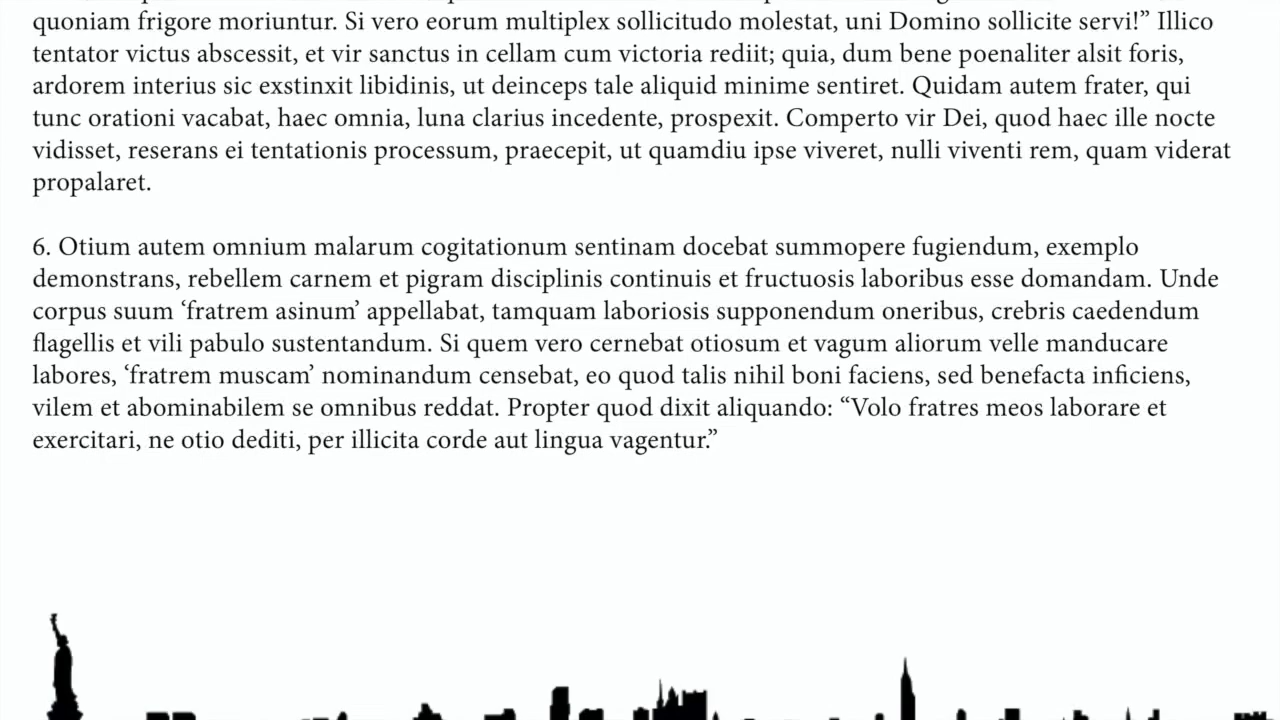 quoniam frigore moriuntur. Si vero eorum multiplex sollicitudo molestat, uni Domino sollicite servi!” Illico
tentator victus abscessit, et vir sanctus in cellam cum victoria rediit; quia, dum bene poenaliter alsit foris,
ardorem interius sic exstinxit libidinis, ut deinceps tale aliquid minime sentiret. Quidam autem frater, qui
tunc orationi vacabat, haec omnia, luna clarius incedente, prospexit. Comperto vir Dei, quod haec ille nocte
vidisset, reserans ei tentationis processum, praecepit, ut quamdiu ipse viveret, nulli viventi rem, quam viderat
propalaret.
6. Otium autem omnium malarum cogitationum sentinam docebat summopere fugiendum, exemplo
demonstrans, rebellem carnem et pigram disciplinis continuis et fructuosis laboribus esse domandam. Unde
corpus suum ‘fratrem asinum’ appellabat, tamquam laboriosis supponendum oneribus, crebris caedendum
flagellis et vili pabulo sustentandum. Si quem vero cernebat otiosum et vagum aliorum velle manducare
labores, ‘fratrem muscam’ nominandum censebat, eo quod talis nihil boni faciens, sed benefacta inficiens,
vilem et abominabilem se omnibus reddat. Propter quod dixit aliquando: “Volo fratres meos laborare et
exercitari, ne otio dediti, per illicita corde aut lingua vagentur.”